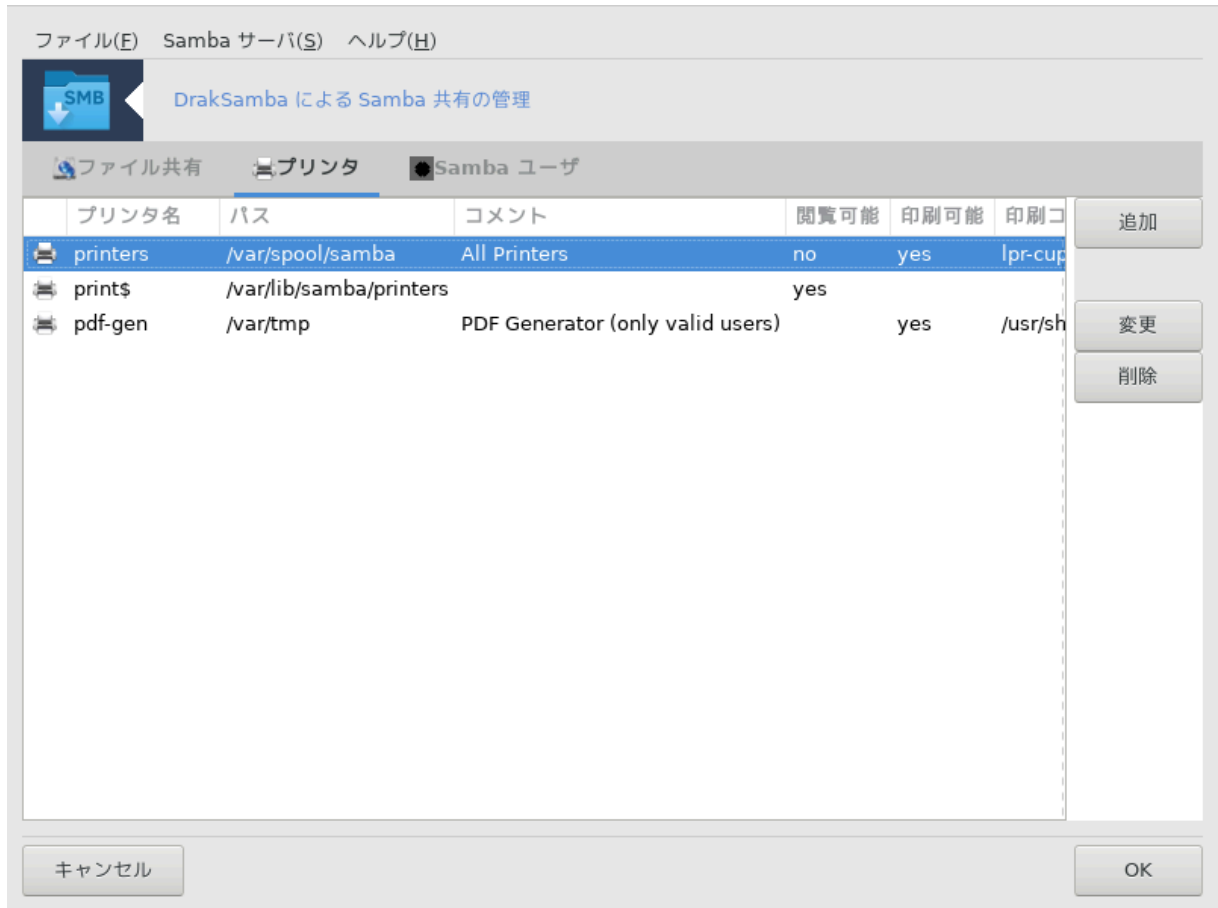 ファイル(F) Samba サーバ(S) ヘルプ(H)
SMB
DrakSamba による Samba 共有の管理
ファイル共有 プリンタ Samba ユーザ
プリンタ名 パス コメント 閲覧可能 印刷可能 印刷コ
追加
printers /var/spool/samba All Printers no yes lpr-cup
print$ /var/lib/samba/printers yes
pdf-gen /var/tmp PDF Generator (only valid users) yes /usr/sh
変更
削除
キャンセル OK